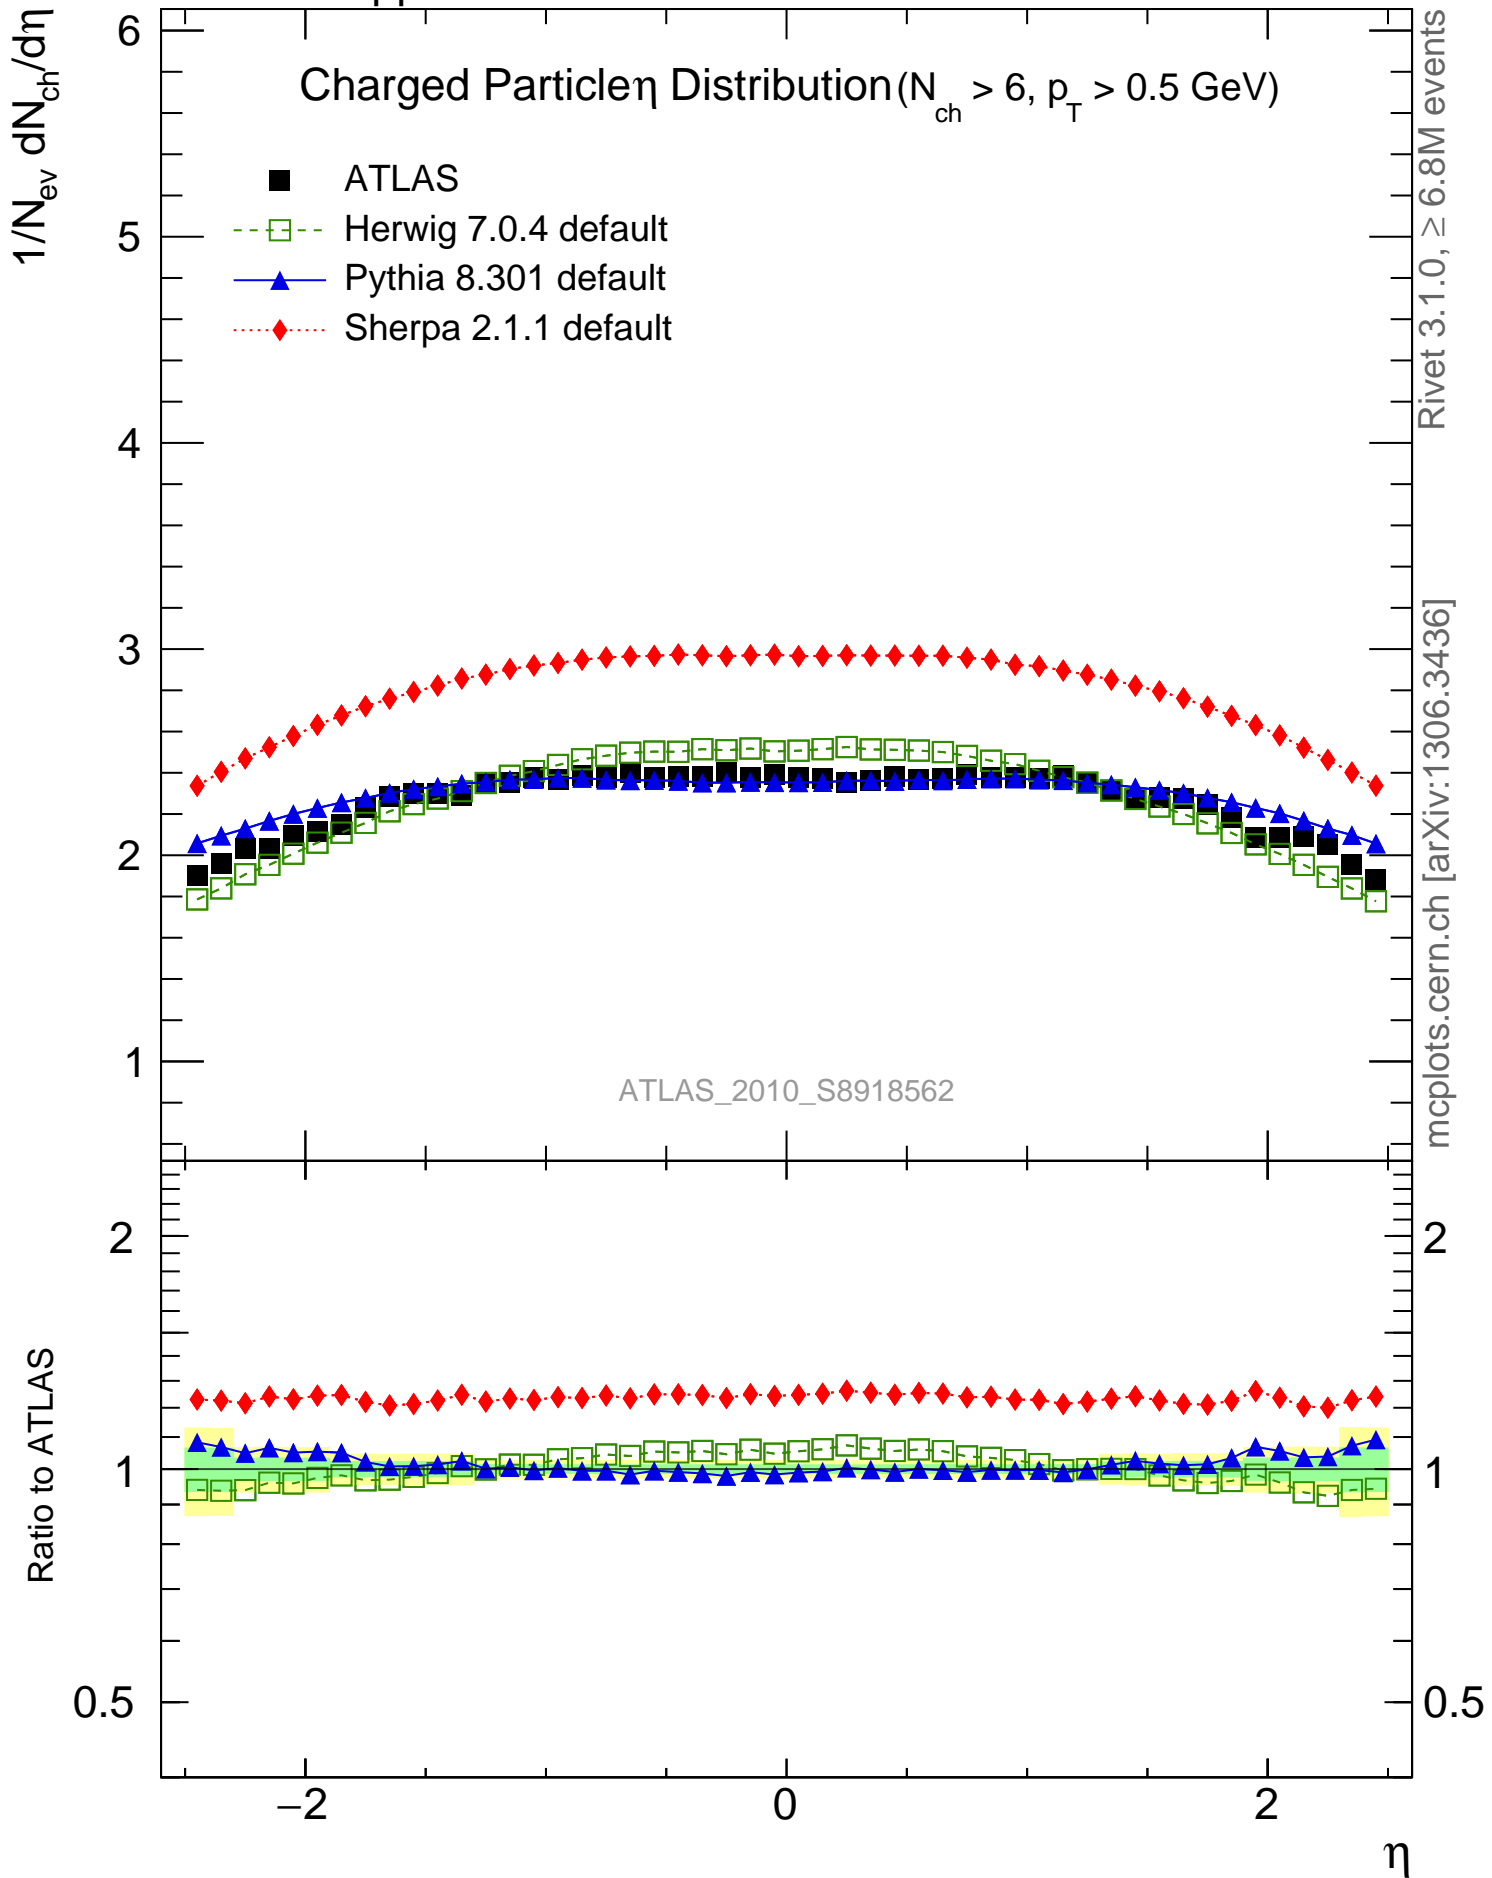 Charged Particleη Distribution (N_ch > 6, p_T > 0.5 GeV)
1/N_ev dN_ch/dη
ATLAS
Herwig 7.0.4 default
Pythia 8.301 default
Sherpa 2.1.1 default
6
5
4
3
2
1
ATLAS_2010_S8918562
Rivet 3.1.0, ≥ 6.8M events
mcplots.cern.ch [arXiv:1306.3436]
Ratio to ATLAS
2
1
0.5
2
1
0.5
−2
0
2
η